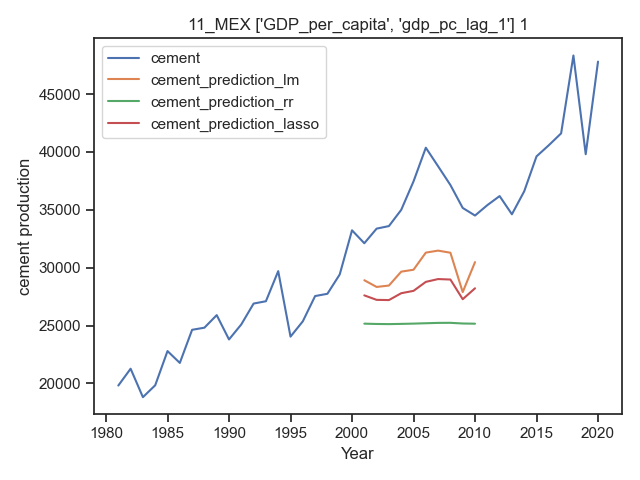 11_MEX ['GDP_per_capita', 'gdp_pc_lag_1'] 1
cement
cement_prediction_lm
cement_prediction_rr
cement_prediction_lasso
cement production
45000
40000
35000
30000
25000
20000
1980 1985 1990 1995 2000 2005 2010 2015 2020
Year